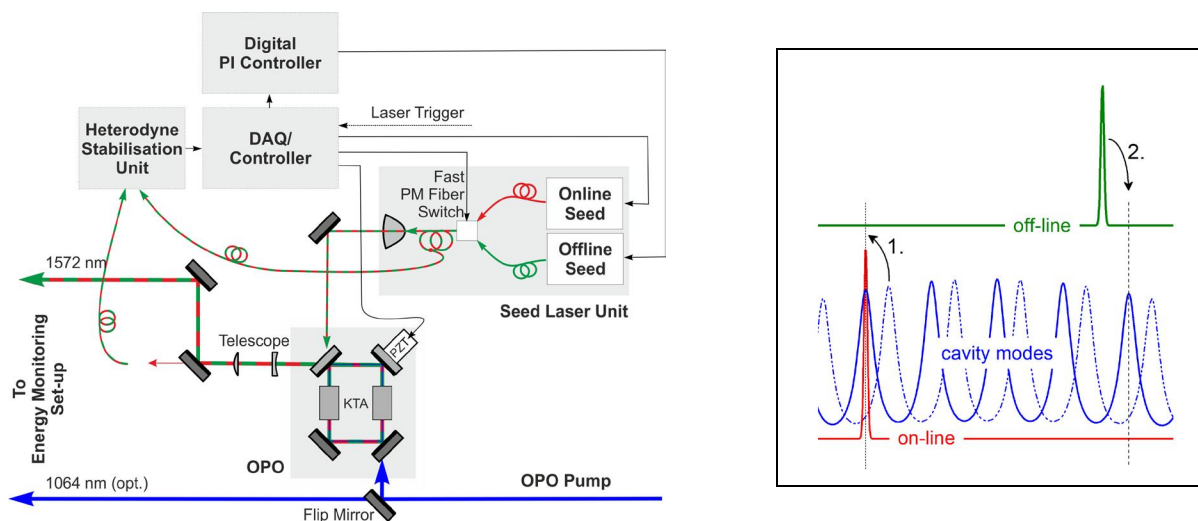 Digital
PI Controller
Laser Trigger
Heterodyne
Stabilisation
Unit
DAQ/
Controller
Fast
PM Fiber
Switch
Online
Seed
Offline
Seed
Seed Laser Unit
1572 nm
Telescope
PZT
KTA
OPO
To
Energy Monitoring
Set-up
1064 nm (opt.)
OPO Pump
Flip Mirror
2.
off-line
1.
cavity modes
on-line